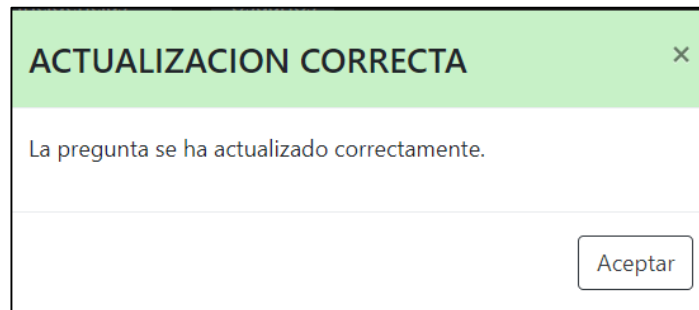 ACTUALIZACION CORRECTA ×
La pregunta se ha actualizado correctamente.
Aceptar